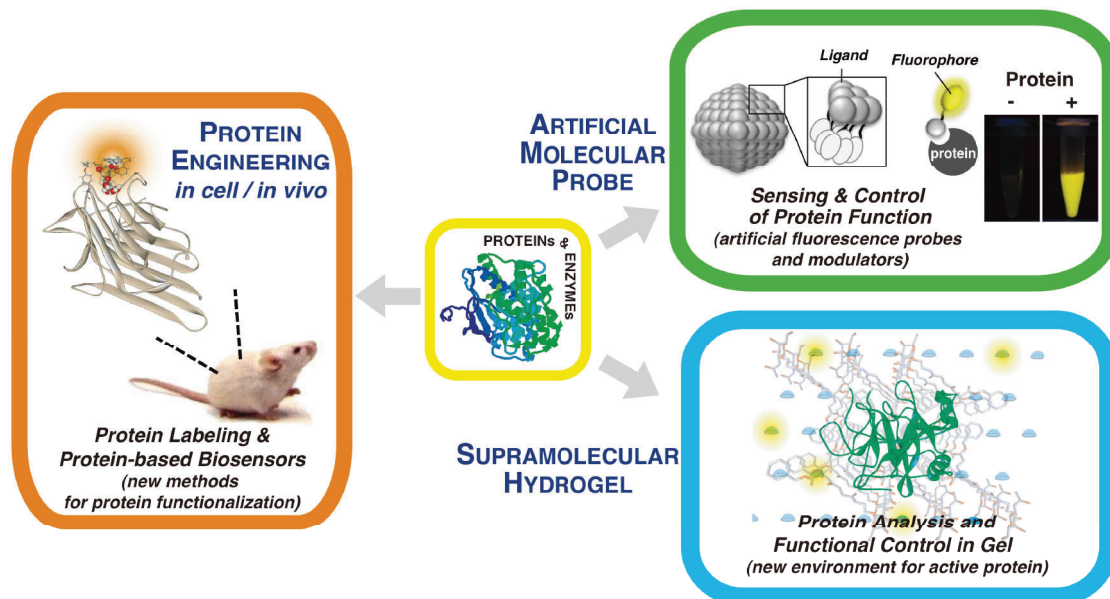 PROTEIN
ENGINEERING
in cell / in vivo
Protein Labeling &
Protein-based Biosensors
(new methods
for protein functionalization)
PROTEINs &
ENZYMEs
ARTIFICIAL
MOLECULAR
PROBE
Ligand
Fluorophore
protein
Protein
- +
Sensing & Control
of Protein Function
(artificial fluorescence probes
and modulators)
SUPRAMOLECULAR
HYDROGEL
Protein Analysis and
Functional Control in Gel
(new environment for active protein)